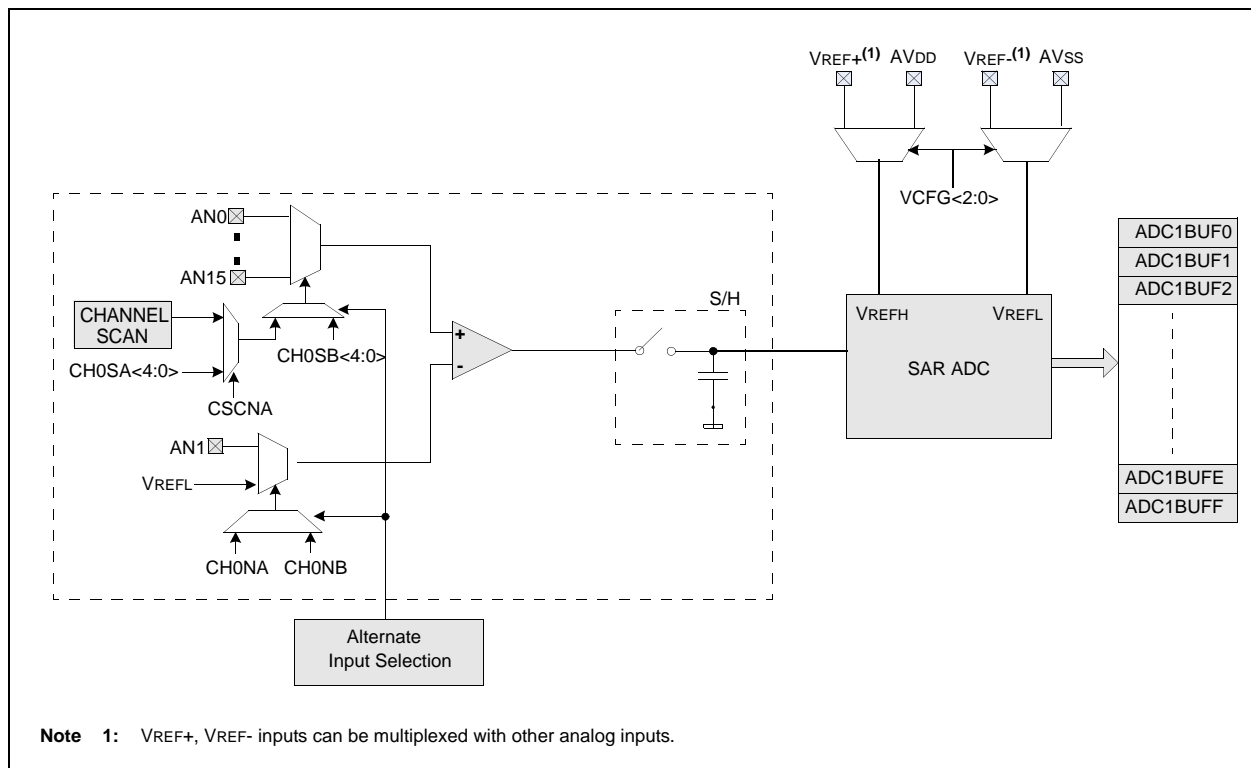 VREF+(1) AVDD VREF-(1) AVSS
VCFG<2:0>
AN0
AN15
CHANNEL
SCAN
CH0SA<4:0>
CSCNA
CH0SB<4:0>
AN1
VREFL
CH0NA CH0NB
+
-
S/H
VREFH VREFL
SAR ADC
ADC1BUF0
ADC1BUF1
ADC1BUF2
ADC1BUFE
ADC1BUFF
Alternate
Input Selection
Note 1: VREF+, VREF- inputs can be multiplexed with other analog inputs.